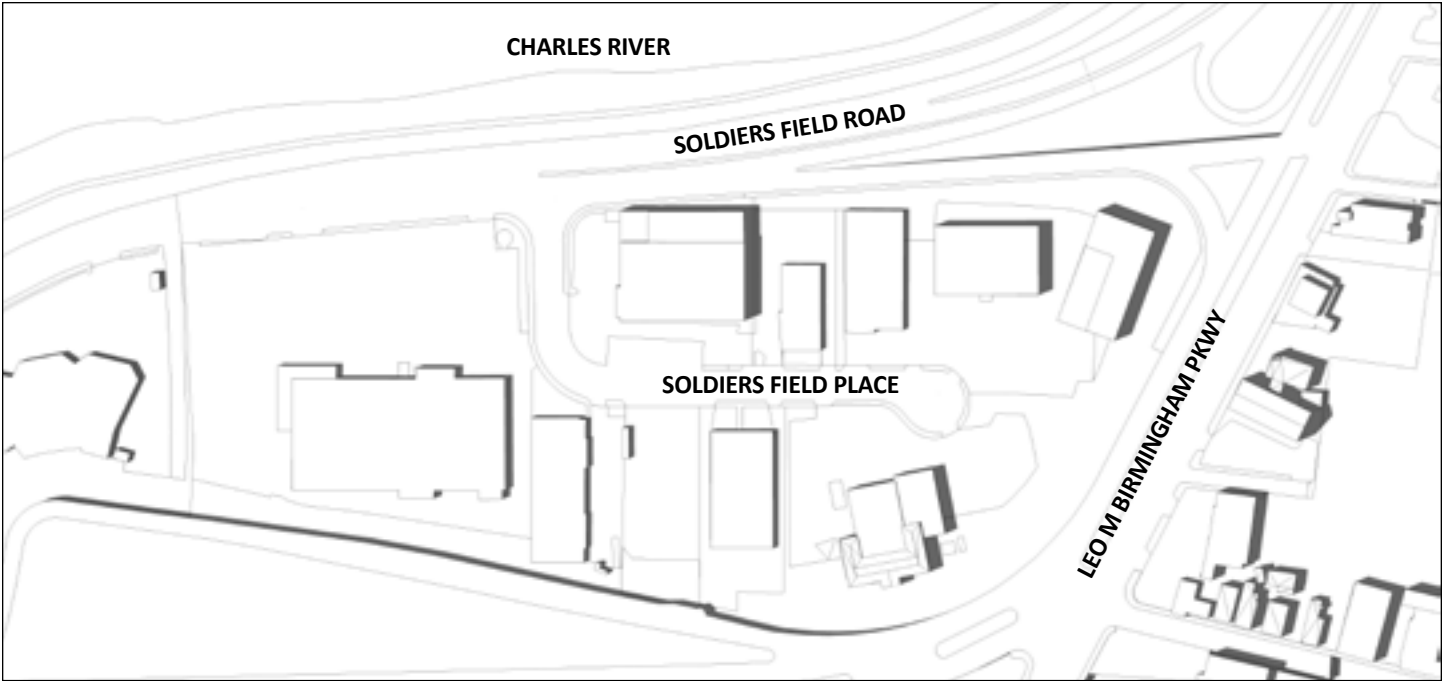 CHARLES RIVER
SOLDIERS FIELD ROAD
SOLDIERS FIELD PLACE
LEO M BIRMINGHAM PKWY